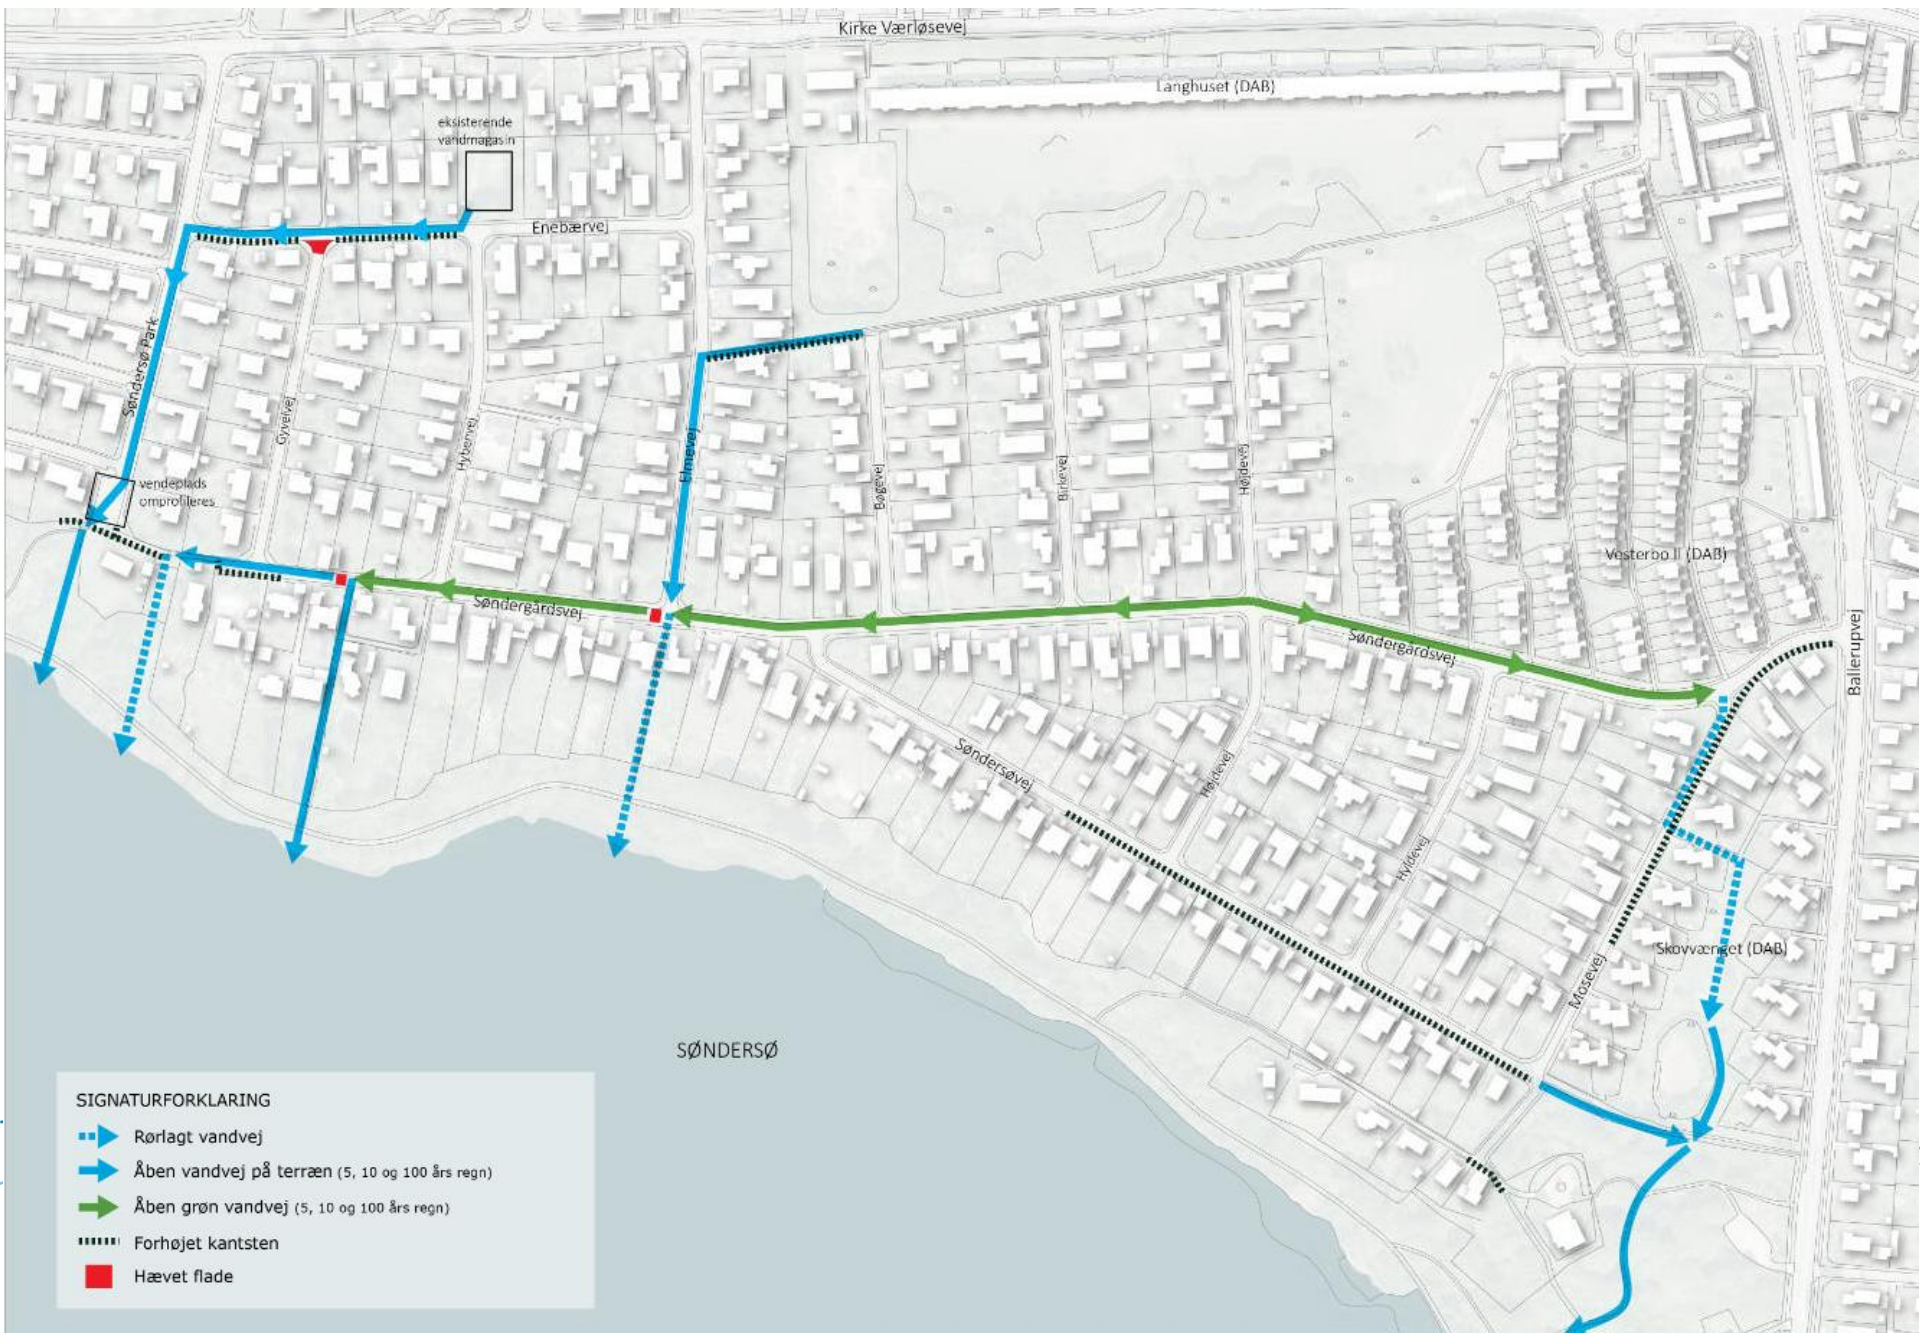 Kirke Værløsevej
Langhuset (DAB)
eksisterende
vandmagasin
Enebærvej
Søndersø Park
Gyvelvej
Hybenvej
Elmevej
Bøgevej
Birkevej
Højdevej
vendeplads
omprofileres
Vesterbo II (DAB)
Søndergårdsvej
Søndergårdsvej
Ballerupvej
Søndersøvej
Højdevej
Hyldevej
Mosevej
Skovvænget (DAB)
SØNDERSØ
SIGNATURFORKLARING
Rørlagt vandvej
Åben vandvej på terræn (5, 10 og 100 års regn)
Åben grøn vandvej (5, 10 og 100 års regn)
Forhøjet kantsten
Hævet flade